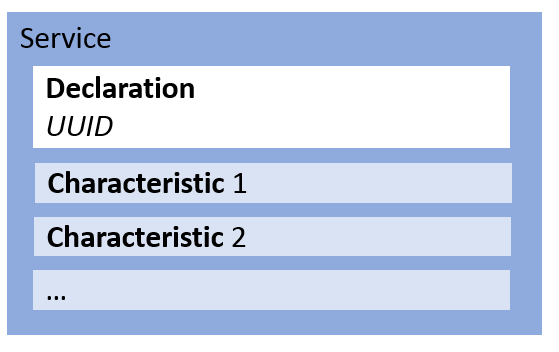 Service
Declaration
UUID
Characteristic 1
Characteristic 2
...